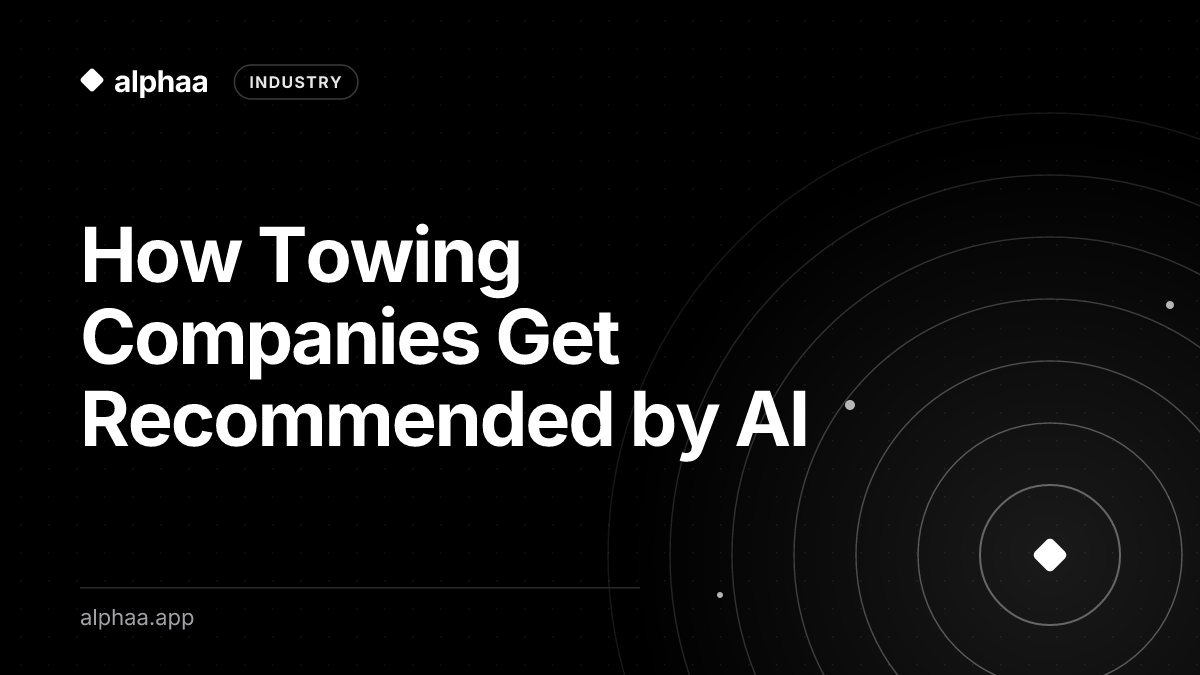 alphaa INDUSTRY
How Towing
Companies Get
Recommended by AI
alphaa.app